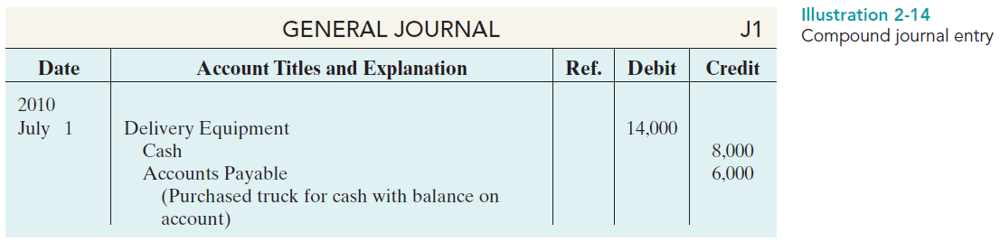 GENERAL JOURNAL J1
Illustration 2-14
Compound journal entry
Date Account Titles and Explanation Ref. Debit Credit
2010
July 1 Delivery Equipment 14,000
Cash 8,000
Accounts Payable 6,000
(Purchased truck for cash with balance on
account)